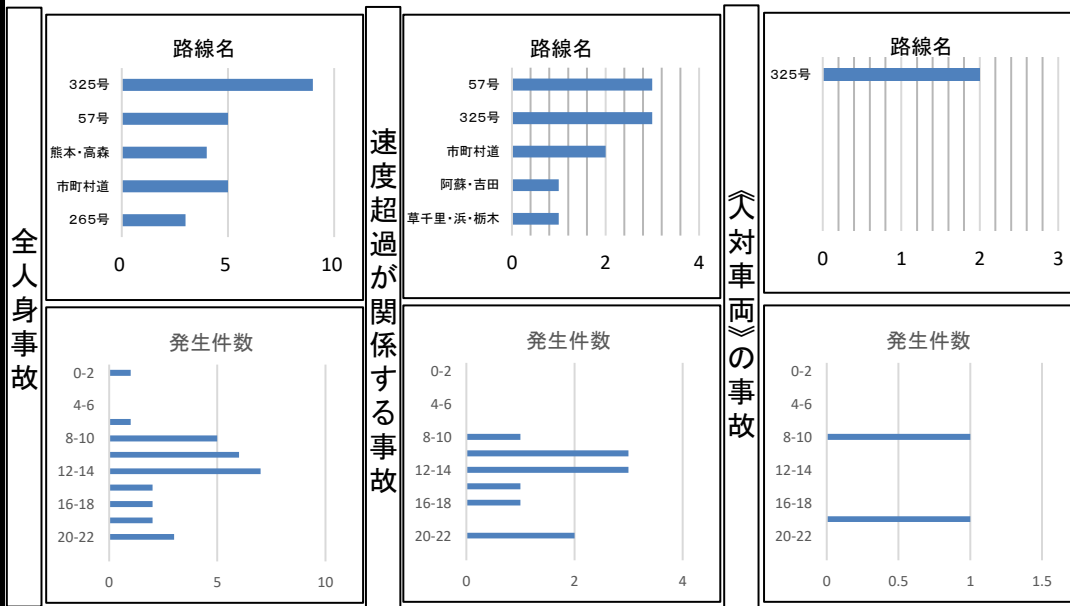 全人身事故
路線名
325号
57号
熊本・高森
市町村道
265号
0 5 10
発生件数
0-2
4-6
8-10
12-14
16-18
20-22
0 5 10
速度超過が関係する事故
路線名
57号
325号
市町村道
阿蘇・吉田
草千里・浜・栃木
0 2 4
発生件数
0-2
4-6
8-10
12-14
16-18
20-22
0 2 4
《人対車両》の事故
路線名
325号
0 1 2 3
発生件数
0-2
4-6
8-10
12-14
16-18
20-22
0 0.5 1 1.5